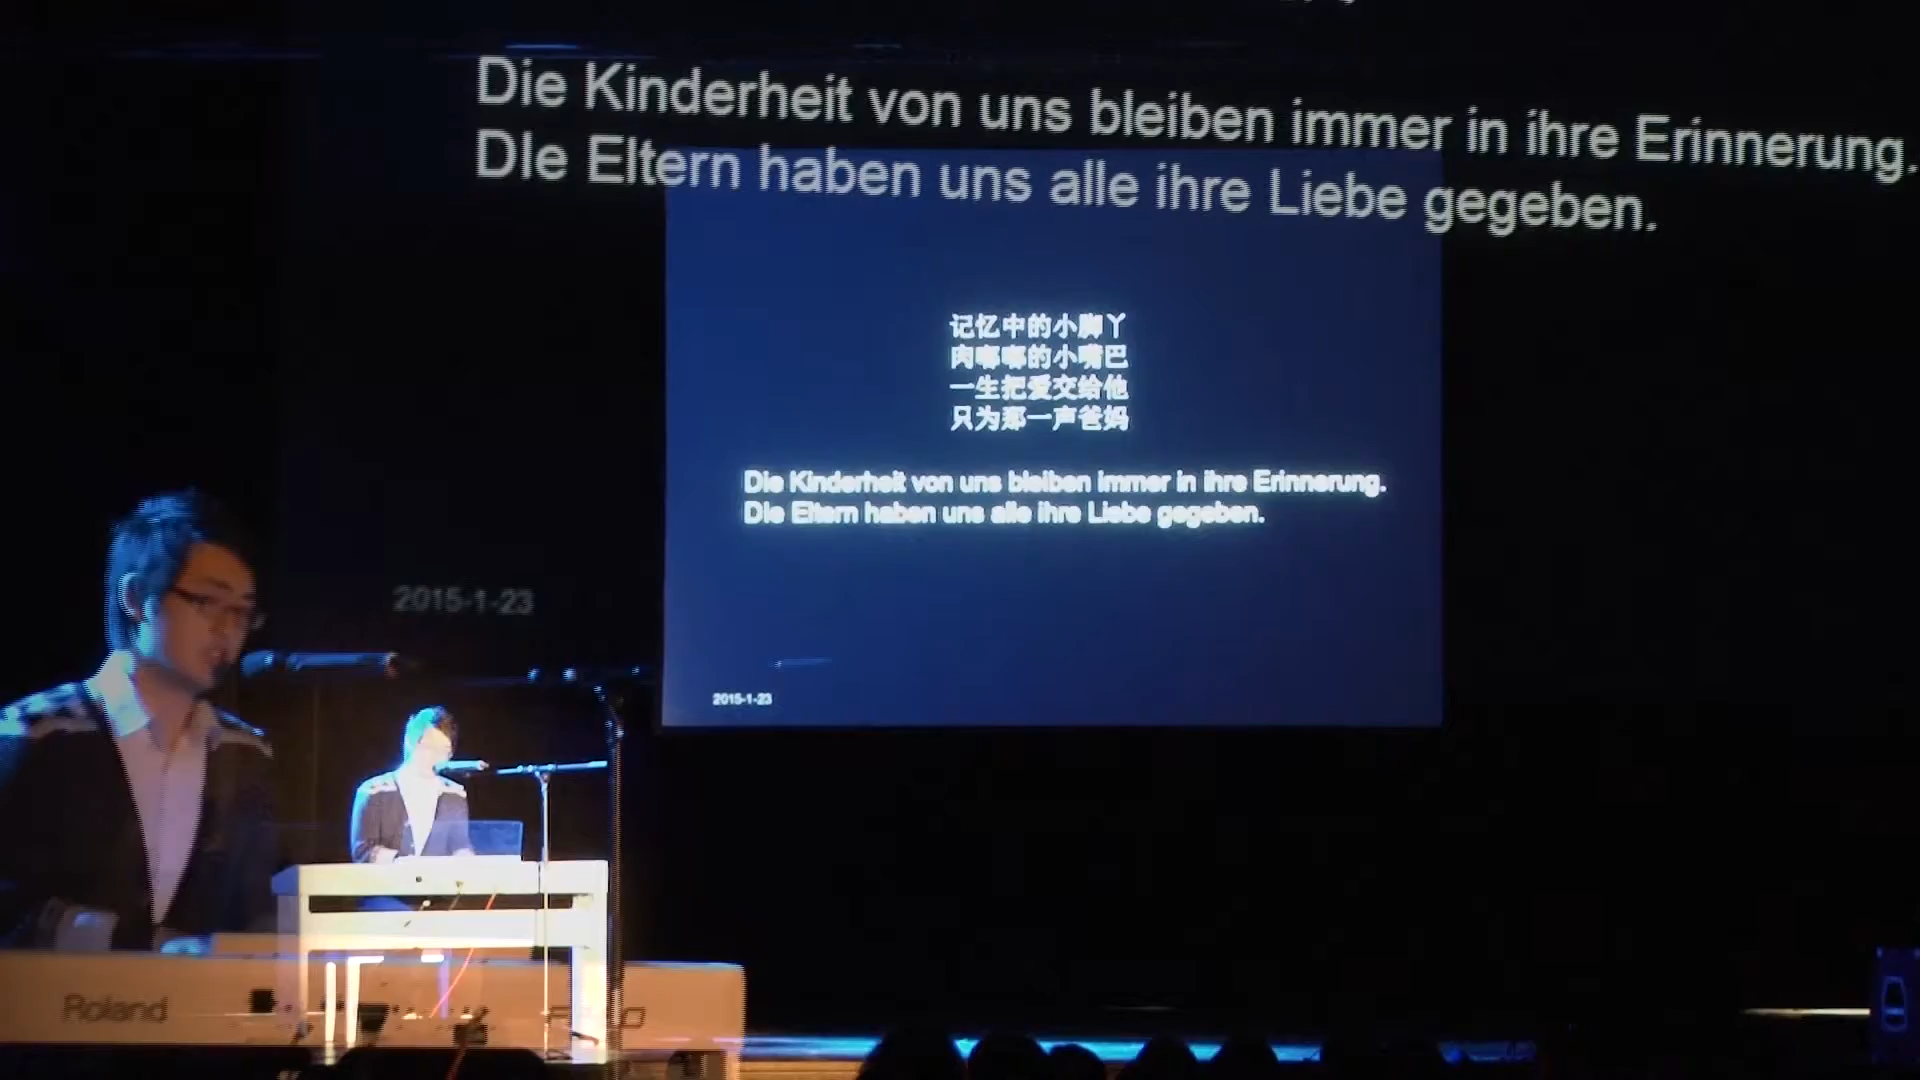 Die Kinderheit von uns bleiben immer in ihre Erinnerung.
DIe Eltern haben uns alle ihre Liebe gegeben.
记忆中的小脚丫
肉嘟嘟的小嘴巴
一生把爱交给他
只为那一声爸妈
Die Kinderheit von uns bleiben immer in ihre Erinnerung.
DIe Eltern haben uns alle ihre Liebe gegeben.
2015-1-23
2015-1-23
Roland